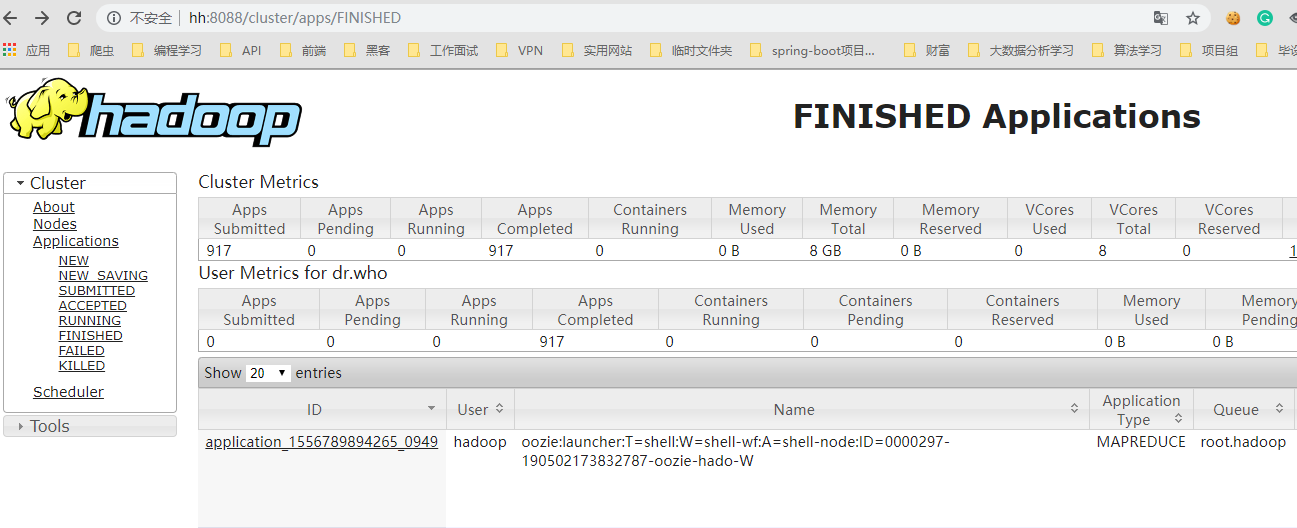 不安全 hh:8088/cluster/apps/FINISHED
应用 爬虫 编程学习 API 前端 黑客 工作面试 VPN 实用网站 临时文件夹 spring-boot项目... 财富 大数据分析学习 算法学习 项目组
hadoop
FINISHED Applications
Cluster
About
Nodes
Applications
NEW
NEW_SAVING
SUBMITTED
ACCEPTED
RUNNING
FINISHED
FAILED
KILLED
Scheduler
Tools
Cluster Metrics
Apps Submitted Apps Pending Apps Running Apps Completed Containers Running Memory Used Memory Total Memory Reserved VCores Used VCores Total VCores Reserved
917 0 0 917 0 0 B 8 GB 0 B 0 8 0 1
User Metrics for dr.who
Apps Submitted Apps Pending Apps Running Apps Completed Containers Running Containers Pending Containers Reserved Memory Used Memory Pending
0 0 0 917 0 0 0 0 B 0 B
Show 20 entries
ID User Name Application Type Queue
application_1556789894265_0949 hadoop oozie:launcher:T=shell:W=shell-wf:A=shell-node:ID=0000297- MAPREDUCE root.hadoop
190502173832787-oozie-hado-W